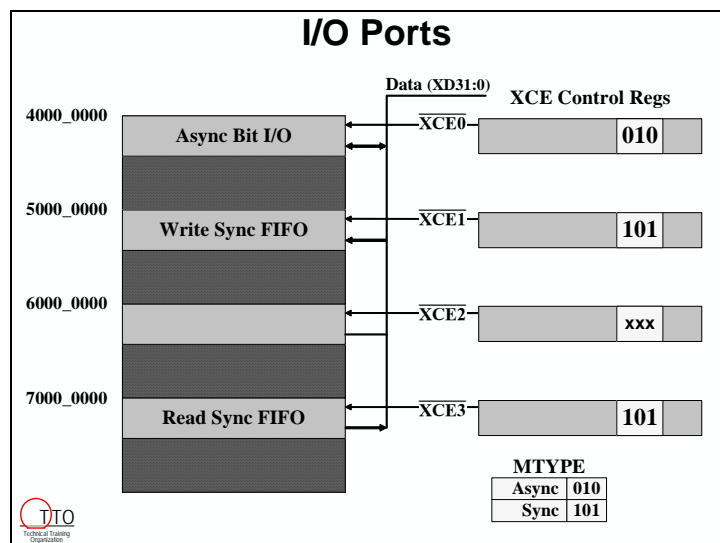 I/O Ports
Data (XD31:0)
XCE Control Regs
4000_0000
Async Bit I/O
XCE0
010
5000_0000
Write Sync FIFO
XCE1
101
6000_0000
XCE2
xxx
7000_0000
Read Sync FIFO
XCE3
101
MTYPE
Async 010
Sync 101
TTO
Technical Training
Organization